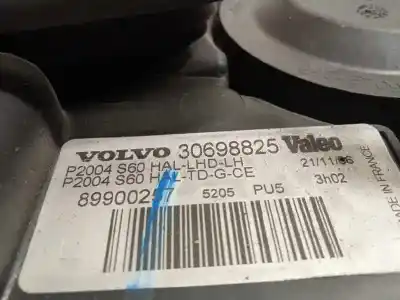 VOLVO 30698825 Valeo
P2004 S60 HAL-LHD-LH 21/11/06
P2004 S60 HAL-TD-G-CE 3h02
5205 PU5
MADE IN FRANCE